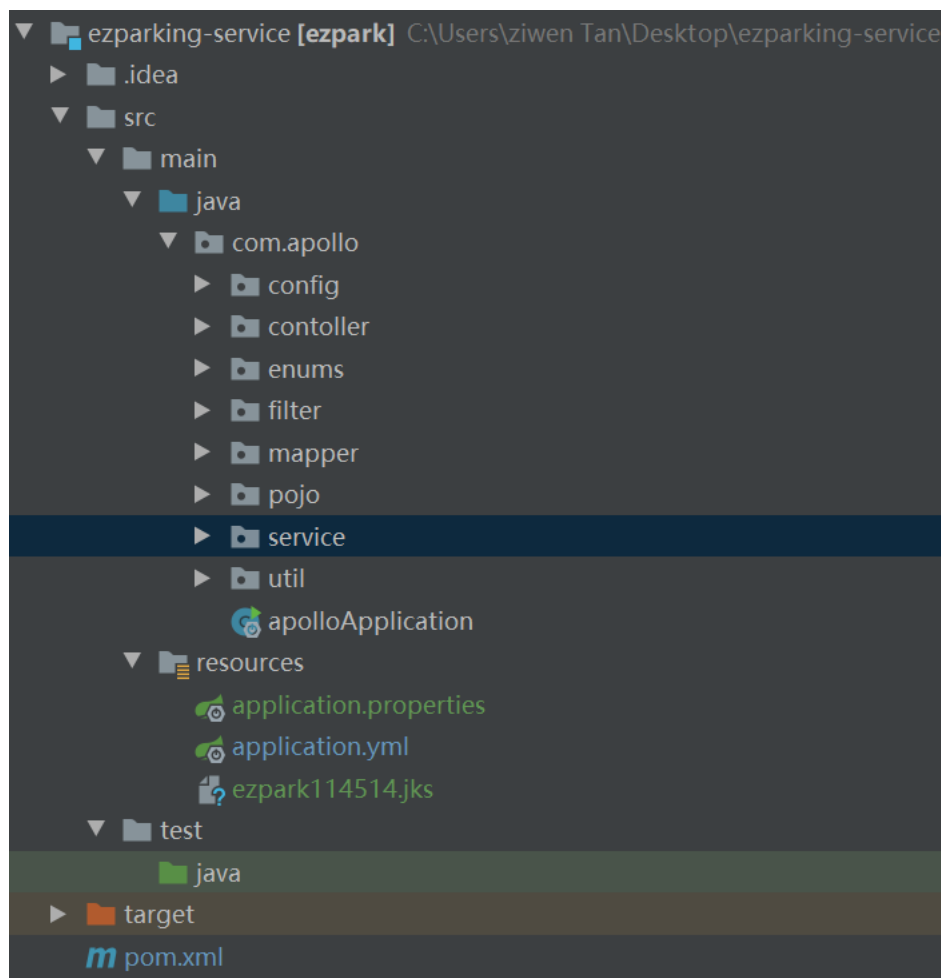 ezparking-service [ezpark] C:\Users\ziwen Tan\Desktop\ezparking-service
.idea
src
main
java
com.apollo
config
contoller
enums
filter
mapper
pojo
service
util
apolloApplication
resources
application.properties
application.yml
ezpark114514.jks
test
java
target
pom.xml